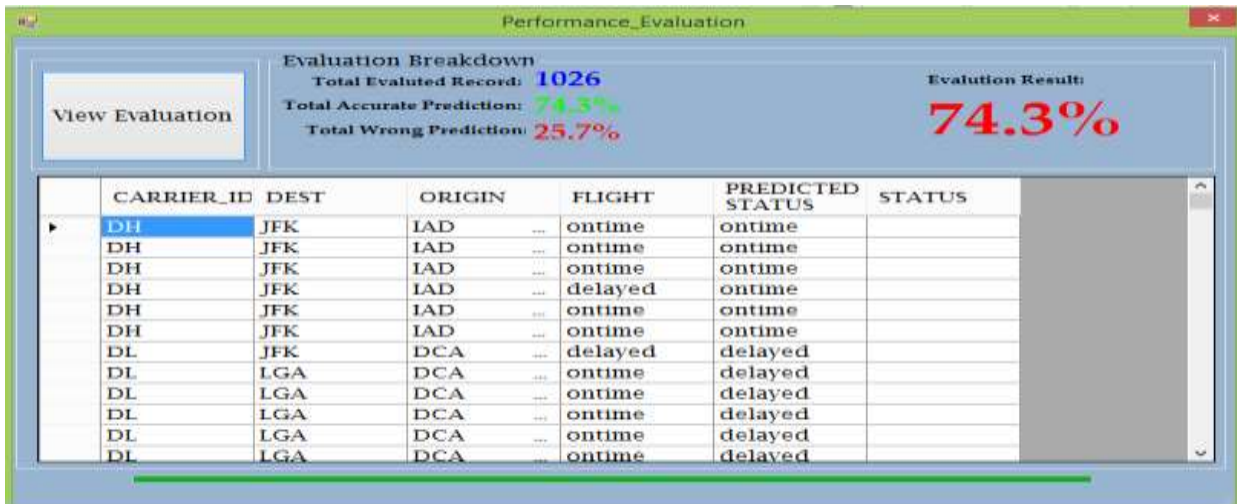 Performance_Evaluation
View Evaluation
Evaluation Breakdown
Total Evaluted Record: 1026
Total Accurate Prediction: 74.3%
Total Wrong Prediction: 25.7%
Evalution Result:
74.3%
CARRIER_ID DEST ORIGIN FLIGHT PREDICTED STATUS STATUS
DH JFK IAD ... ontime ontime
DH JFK IAD ... ontime ontime
DH JFK IAD ... ontime ontime
DH JFK IAD ... delayed ontime
DH JFK IAD ... ontime ontime
DH JFK IAD ... ontime ontime
DL JFK DCA ... delayed delayed
DL LGA DCA ... ontime delayed
DL LGA DCA ... ontime delayed
DL LGA DCA ... ontime delayed
DL LGA DCA ... ontime delayed
DL LGA DCA ... ontime delayed